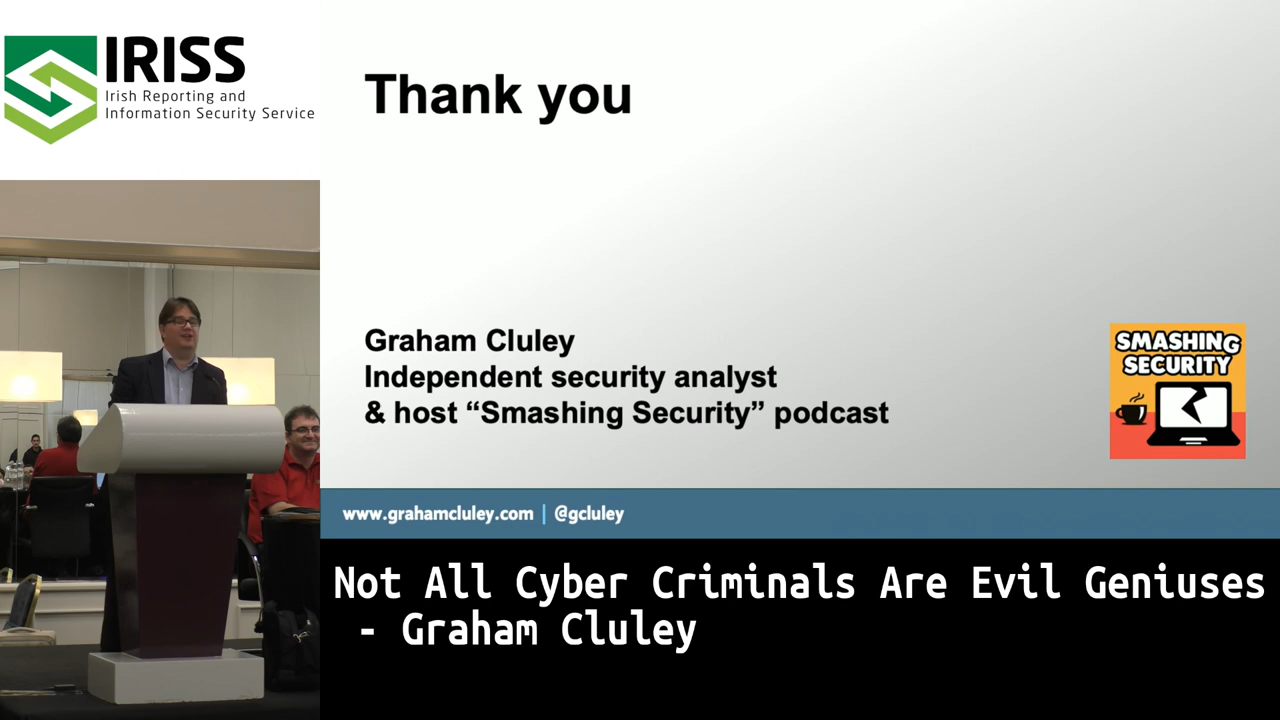 IRISS
Irish Reporting and
Information Security Service
Thank you
Graham Cluley
Independent security analyst
& host “Smashing Security” podcast
SMASHING
SECURITY
www.grahamcluley.com | @gcluley
Not All Cyber Criminals Are Evil Geniuses
- Graham Cluley